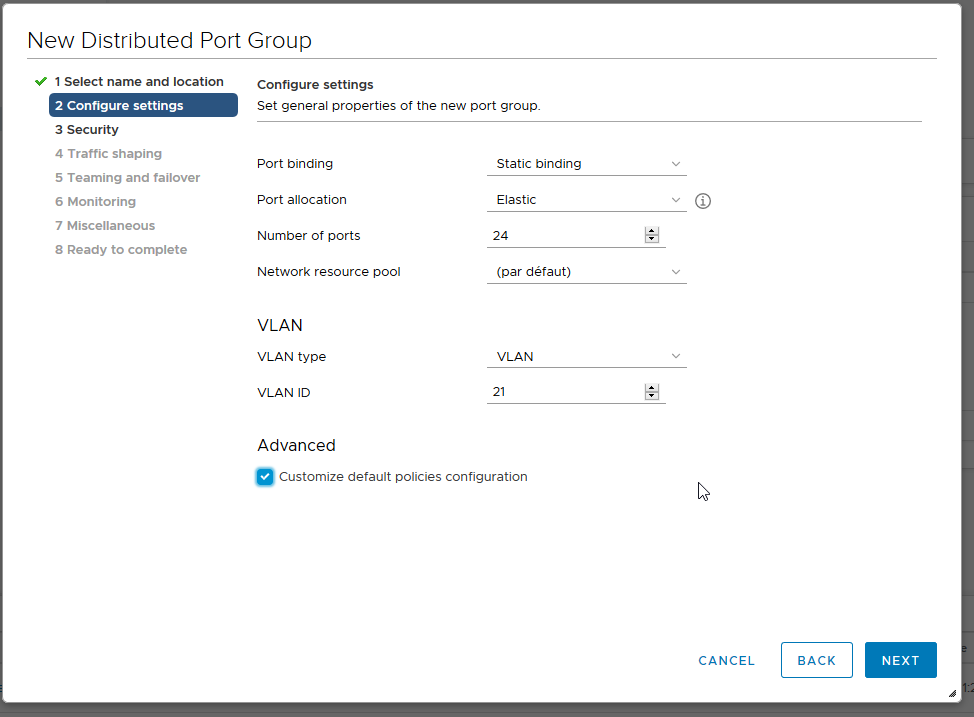 New Distributed Port Group
1 Select name and location
2 Configure settings
3 Security
4 Traffic shaping
5 Teaming and failover
6 Monitoring
7 Miscellaneous
8 Ready to complete
Configure settings
Set general properties of the new port group.
Port binding Static binding
Port allocation Elastic
Number of ports 24
Network resource pool (par défaut)
VLAN
VLAN type VLAN
VLAN ID 21
Advanced
Customize default policies configuration
CANCEL BACK NEXT